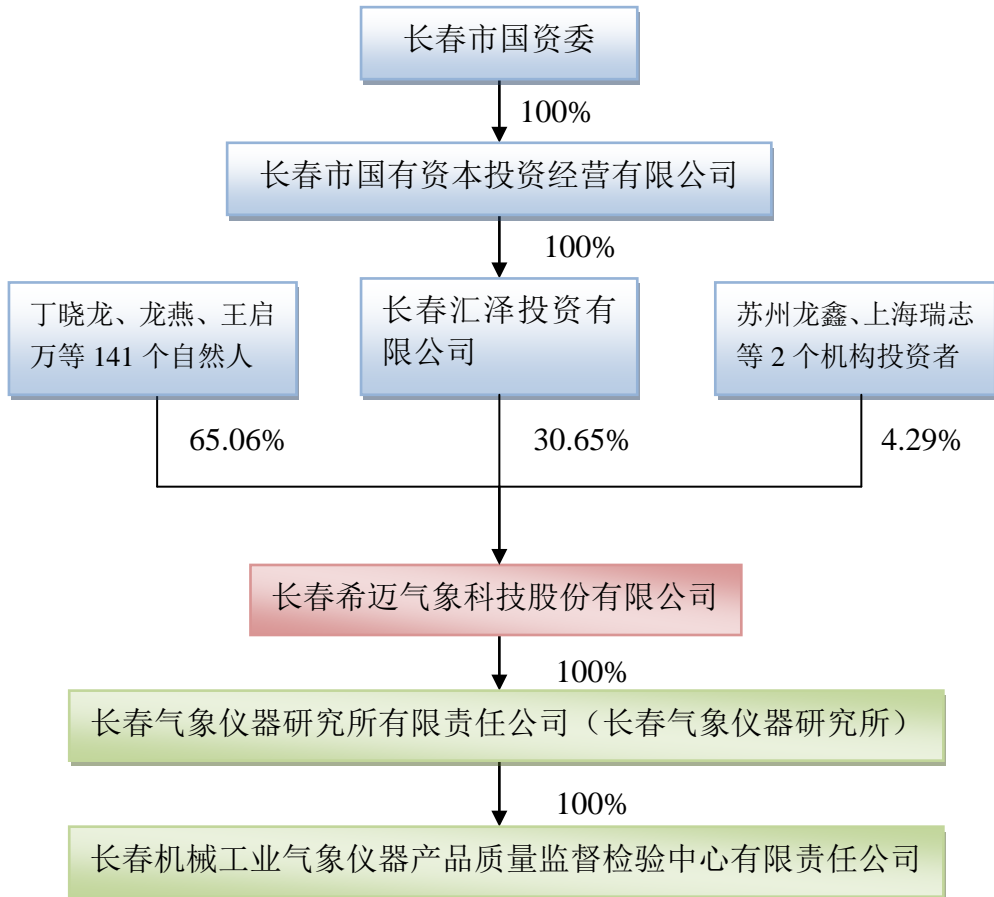 长春市国资委
100%
长春市国有资本投资经营有限公司
100%
丁晓龙、龙燕、王启
万等 141 个自然人
长春汇泽投资有
限公司
苏州龙鑫、上海瑞志
等 2 个机构投资者
65.06%
30.65%
4.29%
长春希迈气象科技股份有限公司
100%
长春气象仪器研究所有限责任公司（长春气象仪器研究所）
100%
长春机械工业气象仪器产品质量监督检验中心有限责任公司